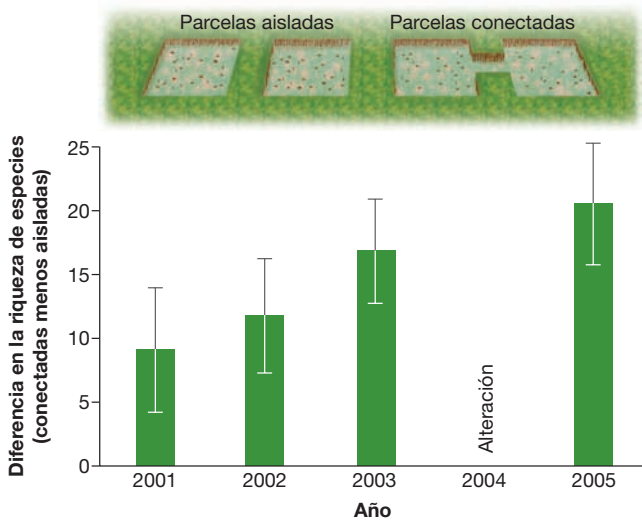 Parcelas aisladas
Parcelas conectadas
Diferencia en la riqueza de especies
(conectadas menos aisladas)
25
20
15
10
5
0
Alteración
2001
2002
2003
2004
2005
Año